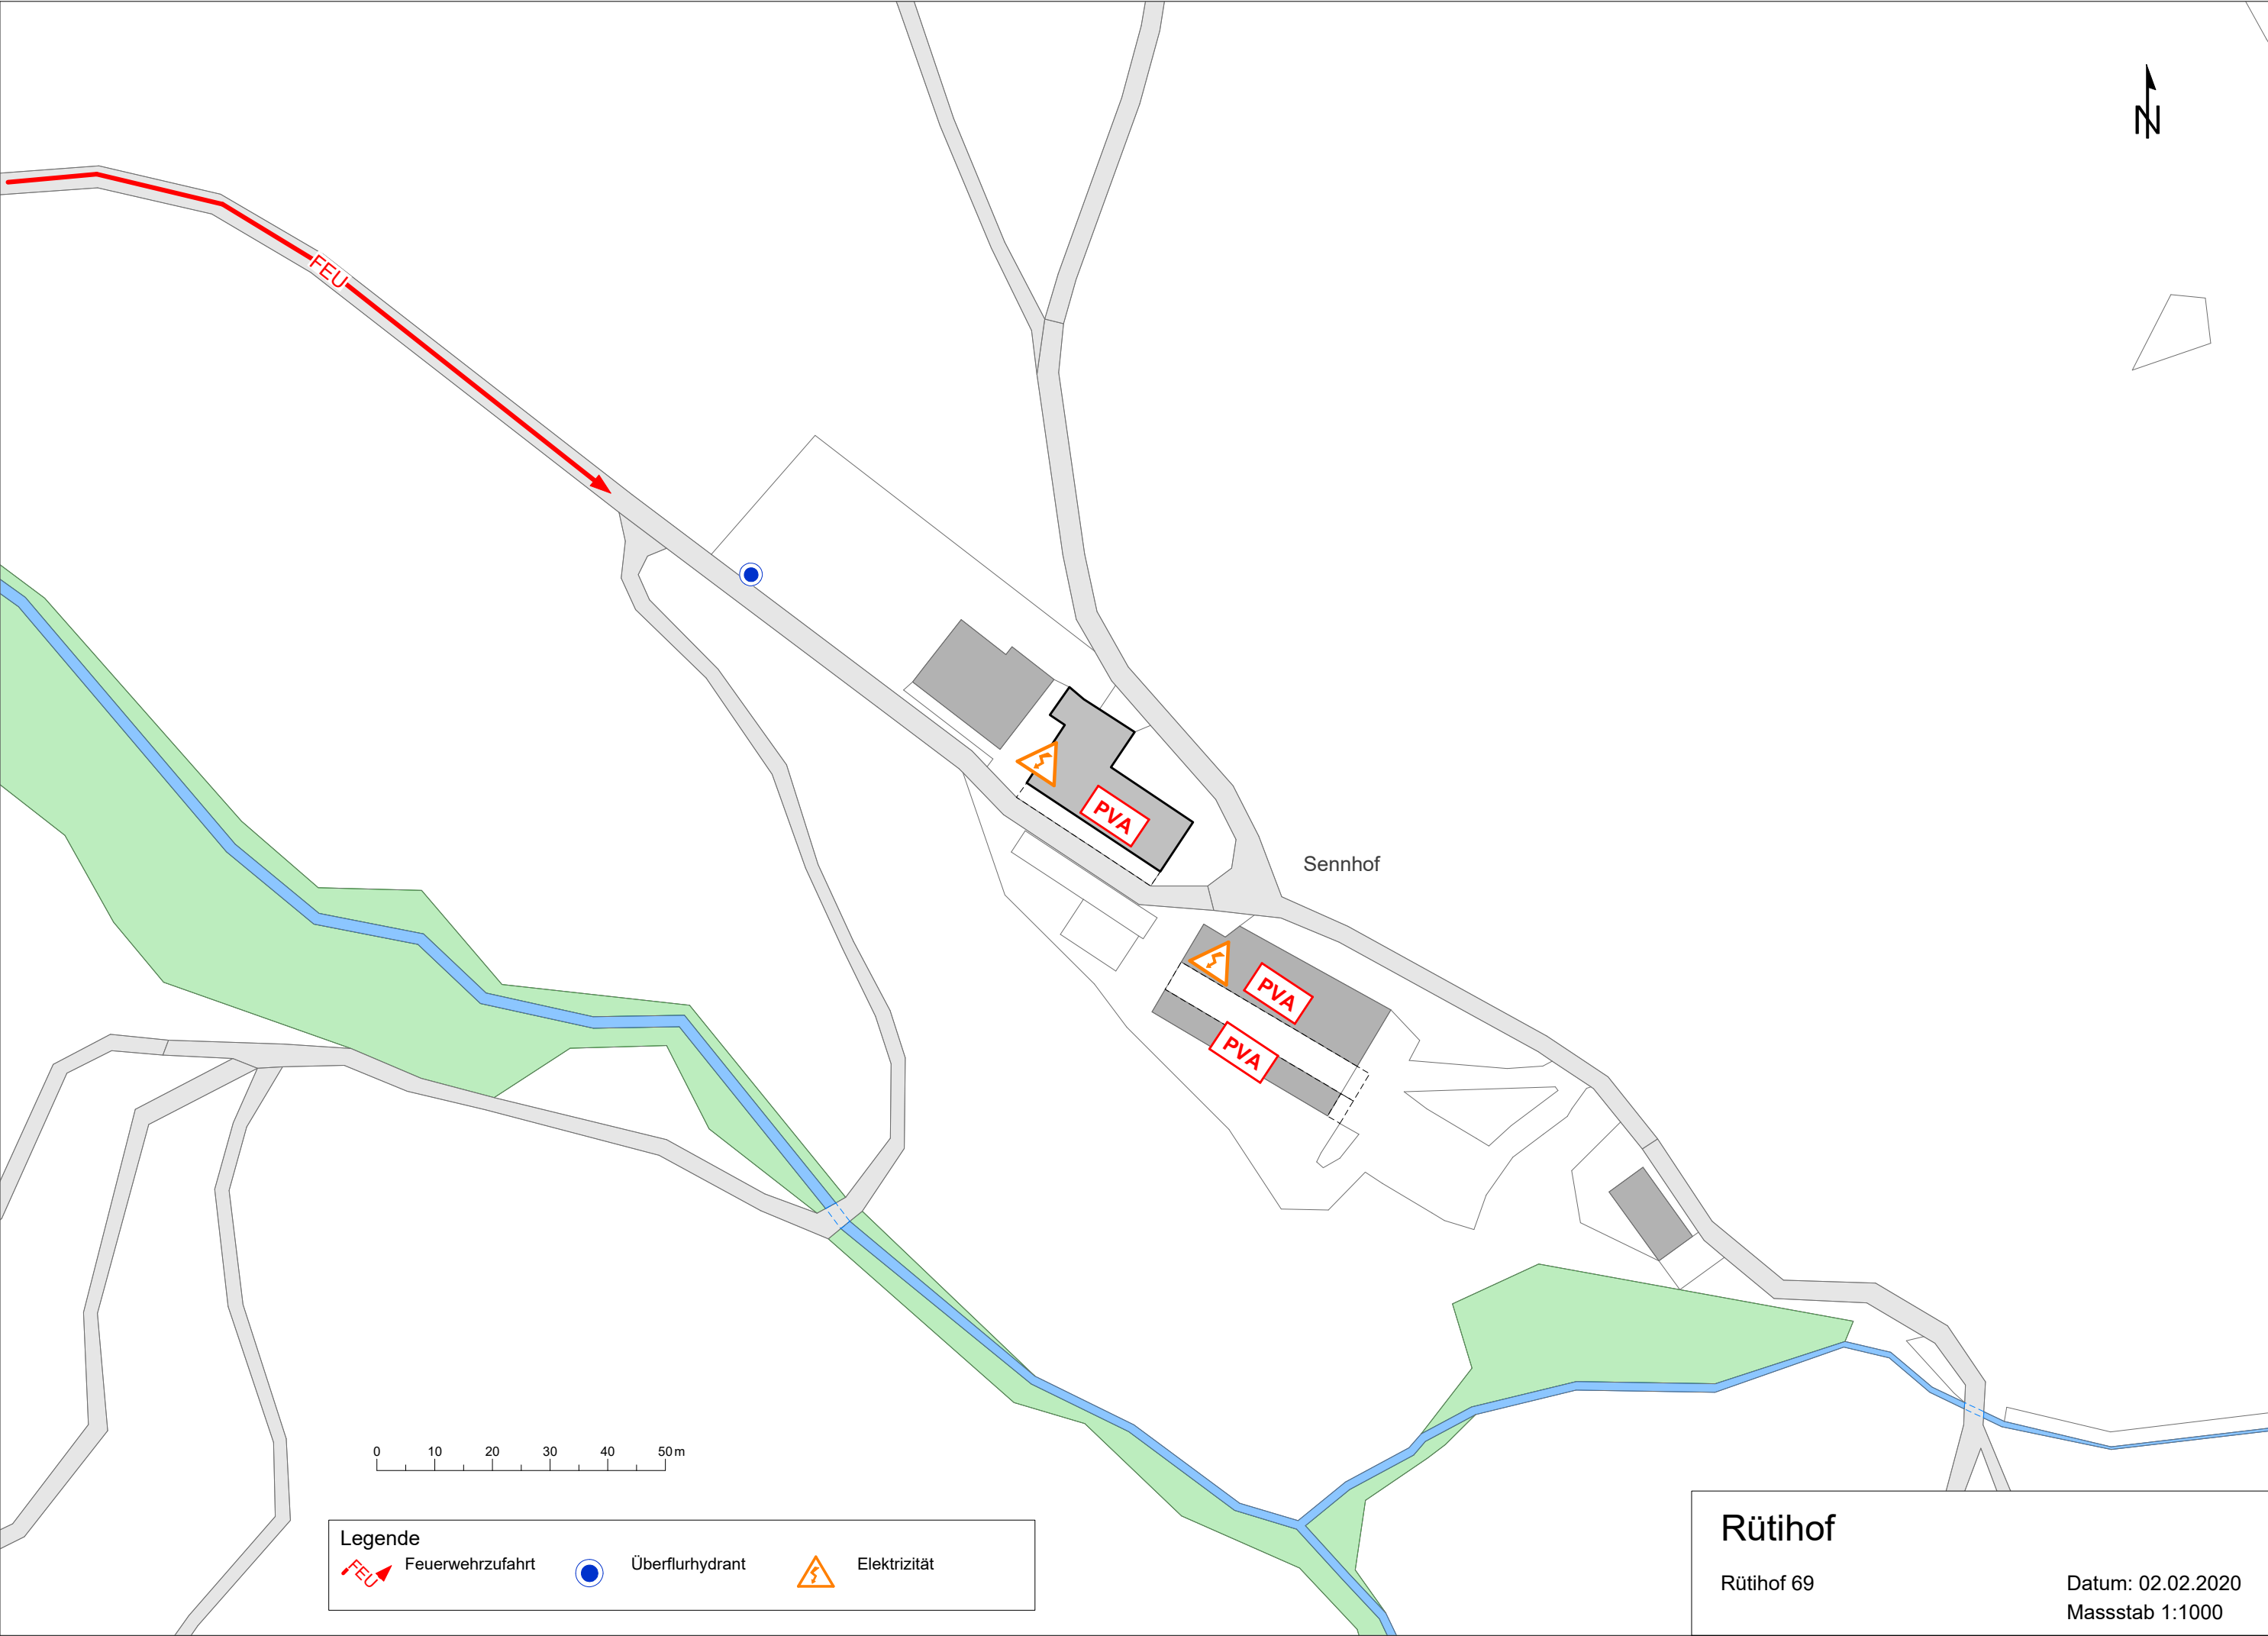 N
FEU
PVA
Sennhof
PVA
PVA
0 10 20 30 40 50 m
Legende
FEU Feuerwehrzufahrt Überflurhydrant Elektrizität
Rütihof
Rütihof 69 Datum: 02.02.2020
Massstab 1:1000